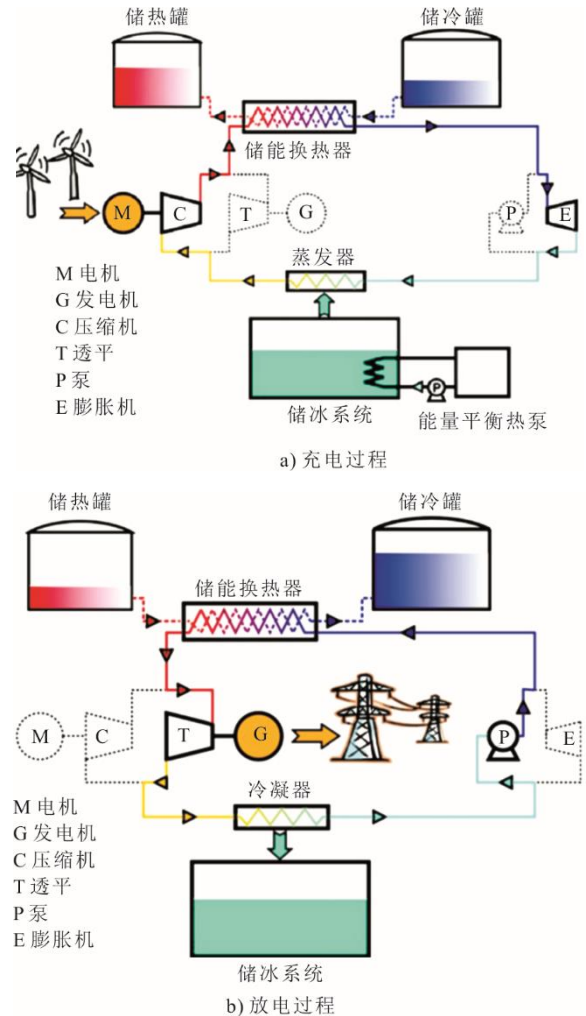 储热罐
储冷罐
储能换热器
M
C
T
G
P
E
蒸发器
M 电机
G 发电机
C 压缩机
T 透平
P 泵
E 膨胀机
P
储冰系统
能量平衡热泵
a) 充电过程
储热罐
储冷罐
储能换热器
M
C
T
G
P
E
冷凝器
M 电机
G 发电机
C 压缩机
T 透平
P 泵
E 膨胀机
储冰系统
b) 放电过程